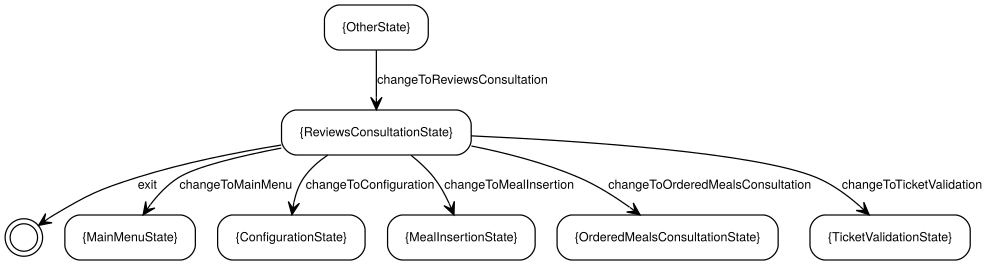 {OtherState}
changeToReviewsConsultation
{ReviewsConsultationState}
exit
changeToMainMenu
changeToConfiguration
changeToMealInsertion
changeToOrderedMealsConsultation
changeToTicketValidation
{MainMenuState}
{ConfigurationState}
{MealInsertionState}
{OrderedMealsConsultationState}
{TicketValidationState}